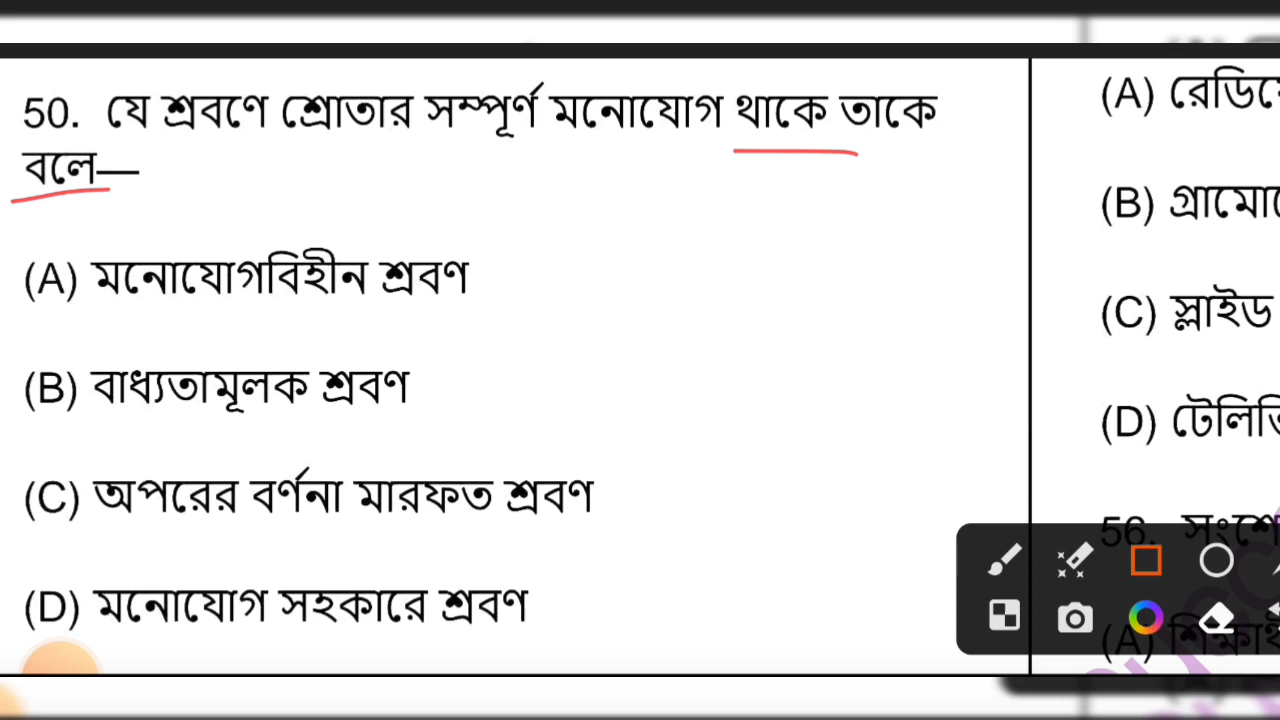 50. যে শ্রবণে শ্রোতার সম্পূর্ণ মনোযোগ থাকে তাকে
বলে—
(A) মনোযোগবিহীন শ্রবণ
(B) বাধ্যতামূলক শ্রবণ
(C) অপরের বর্ণনা মারফত শ্রবণ
(D) মনোযোগ সহকারে শ্রবণ
(A)
(B)
(C) স্লাইড
(D)
56.
(A)